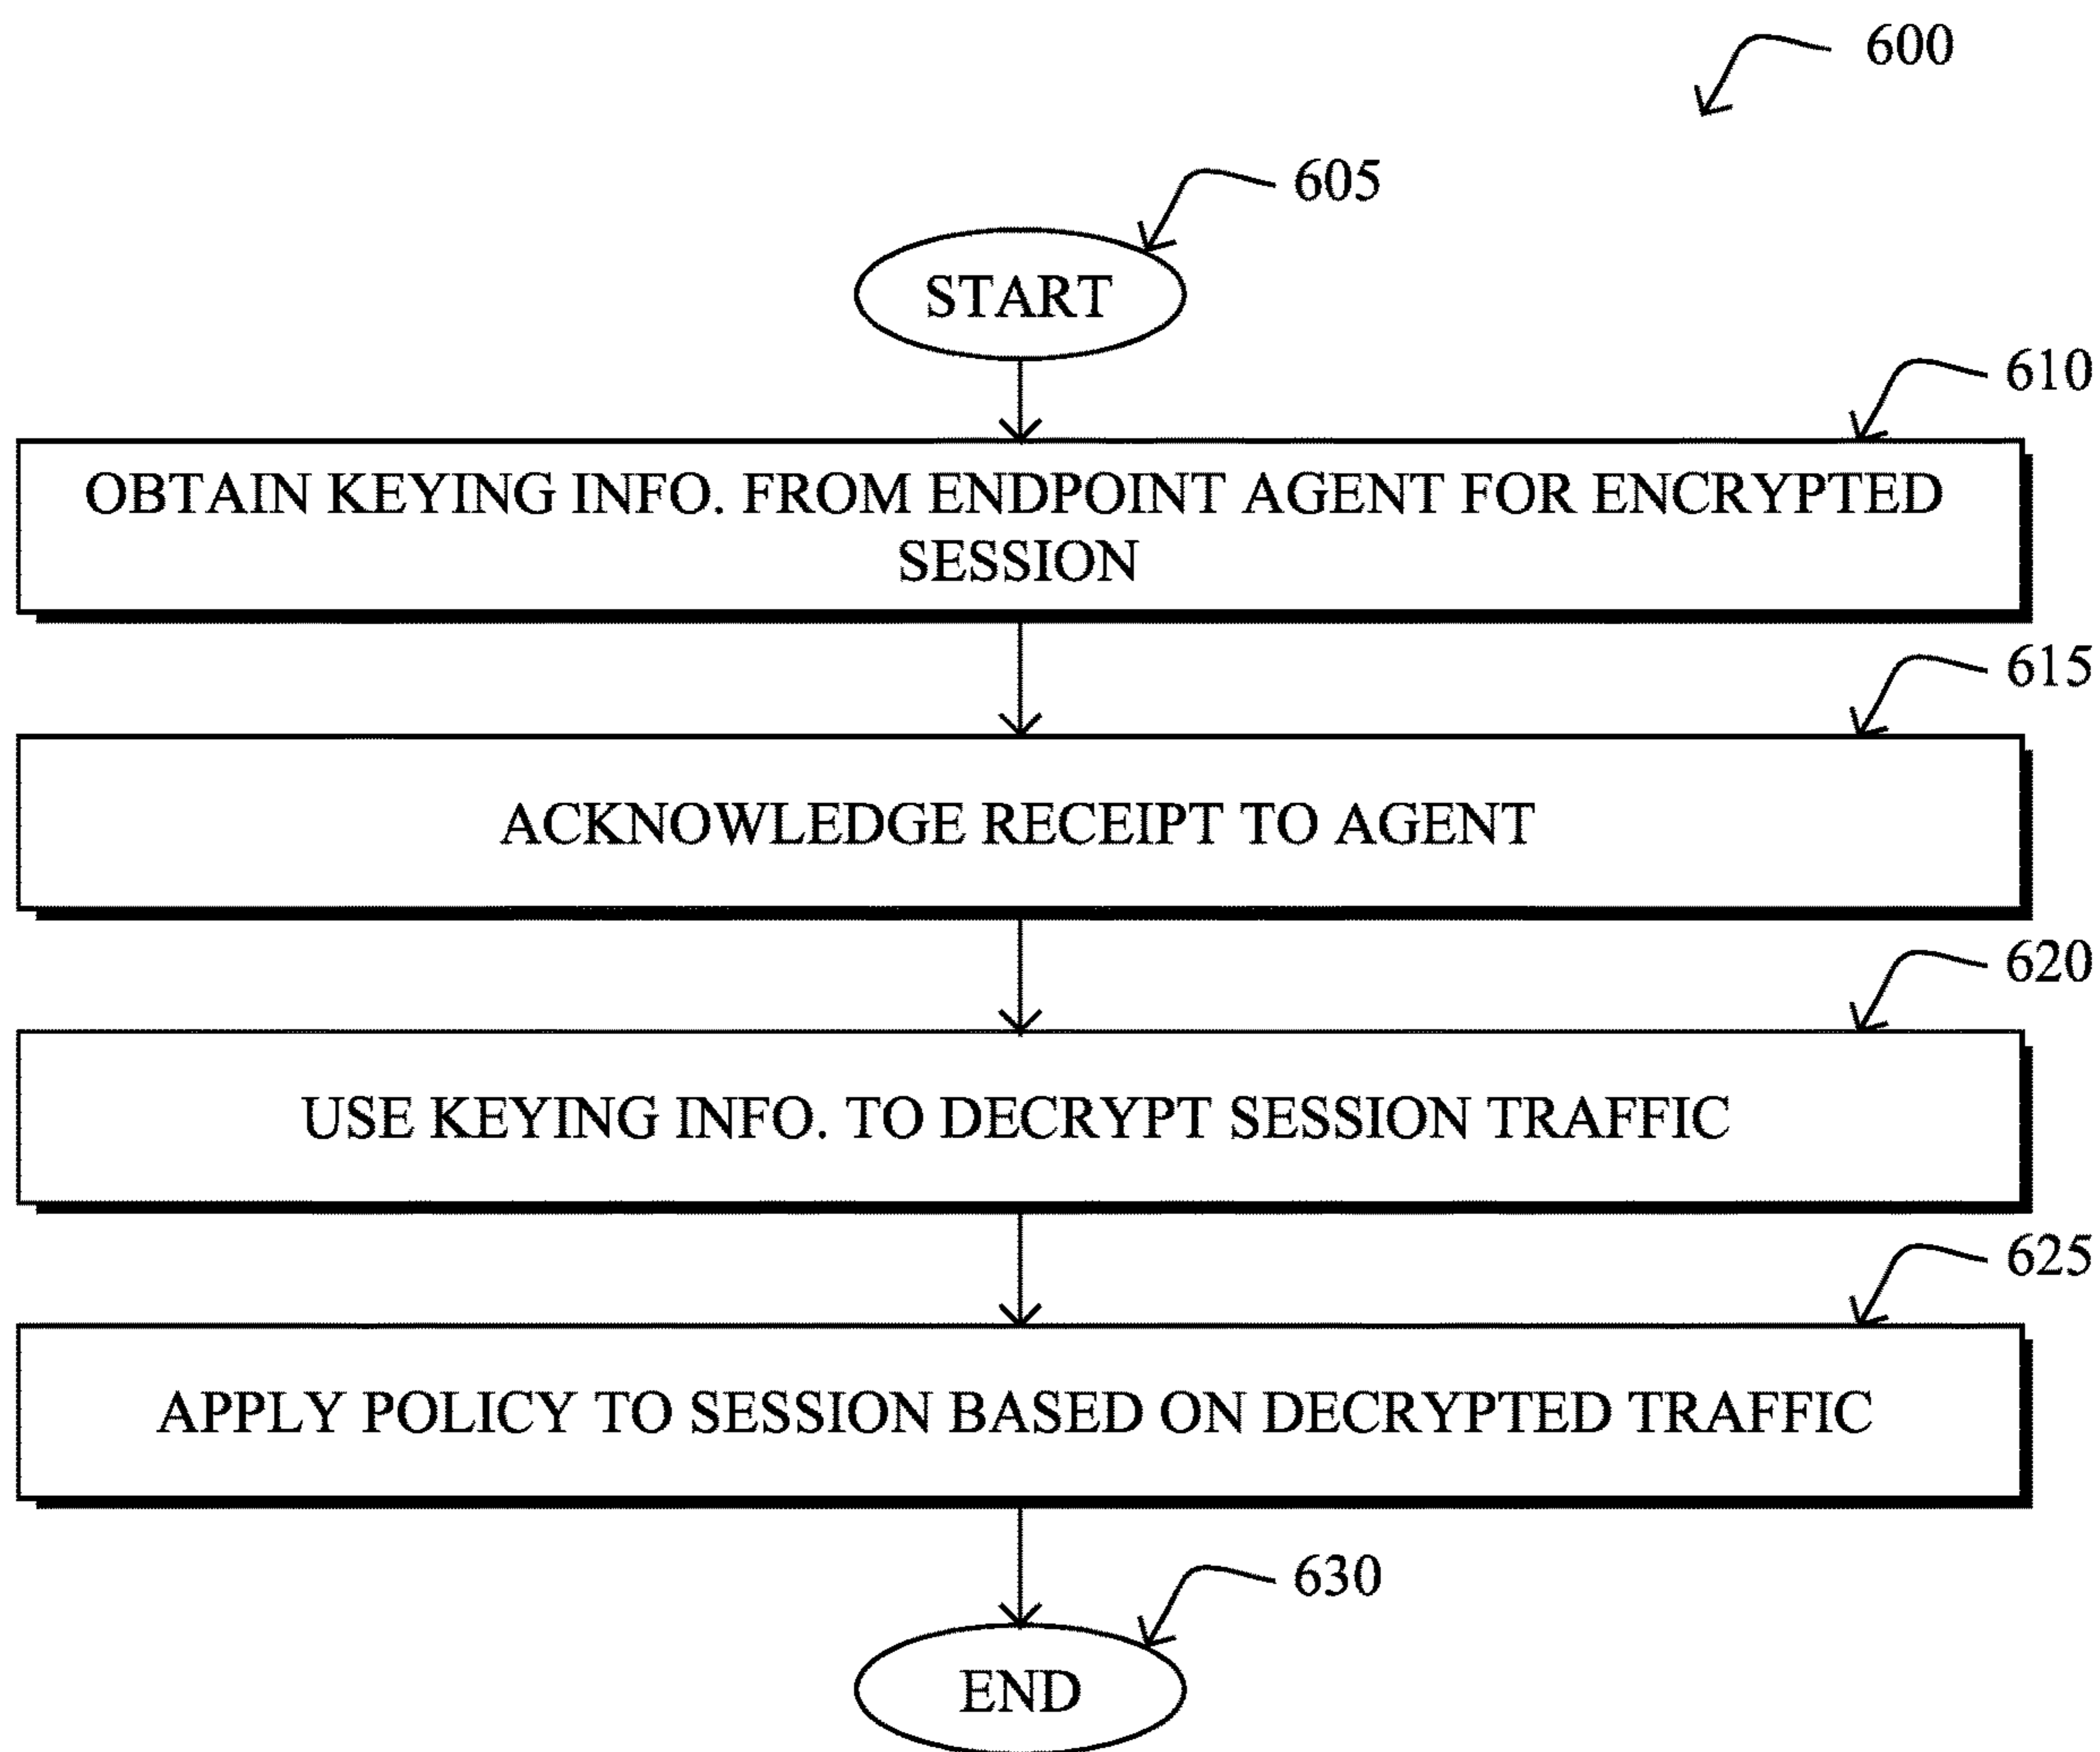 600
605
START
610
OBTAIN KEYING INFO. FROM ENDPOINT AGENT FOR ENCRYPTED
SESSION
615
ACKNOWLEDGE RECEIPT TO AGENT
620
USE KEYING INFO. TO DECRYPT SESSION TRAFFIC
625
APPLY POLICY TO SESSION BASED ON DECRYPTED TRAFFIC
630
END